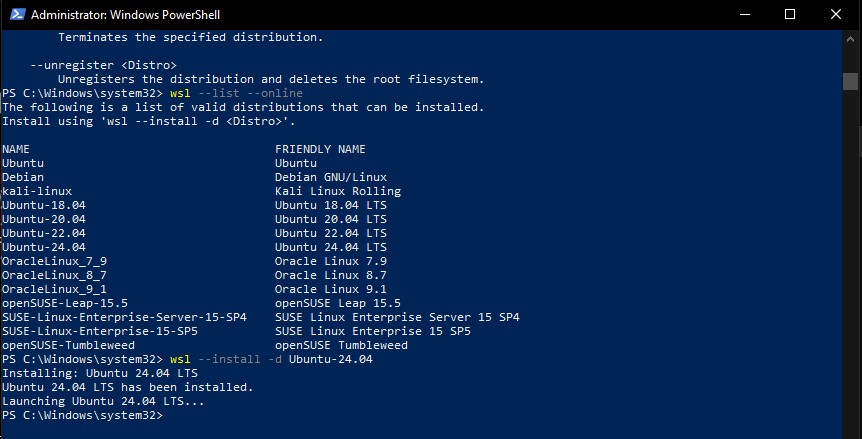 Administrator: Windows PowerShell
Terminates the specified distribution.
--unregister <Distro>
Unregisters the distribution and deletes the root filesystem.
PS C:\Windows\system32> wsl --list --online
The following is a list of valid distributions that can be installed.
Install using 'wsl --install -d <Distro>'.
NAME FRIENDLY NAME
Ubuntu Ubuntu
Debian Debian GNU/Linux
kali-linux Kali Linux Rolling
Ubuntu-18.04 Ubuntu 18.04 LTS
Ubuntu-20.04 Ubuntu 20.04 LTS
Ubuntu-22.04 Ubuntu 22.04 LTS
Ubuntu-24.04 Ubuntu 24.04 LTS
OracleLinux_7_9 Oracle Linux 7.9
OracleLinux_8_7 Oracle Linux 8.7
OracleLinux_9_1 Oracle Linux 9.1
openSUSE-Leap-15.5 openSUSE Leap 15.5
SUSE-Linux-Enterprise-Server-15-SP4 SUSE Linux Enterprise Server 15 SP4
SUSE-Linux-Enterprise-15-SP5 SUSE Linux Enterprise 15 SP5
openSUSE-Tumbleweed openSUSE Tumbleweed
PS C:\Windows\system32> wsl --install -d Ubuntu-24.04
Installing: Ubuntu 24.04 LTS
Ubuntu 24.04 LTS has been installed.
Launching Ubuntu 24.04 LTS...
PS C:\Windows\system32>